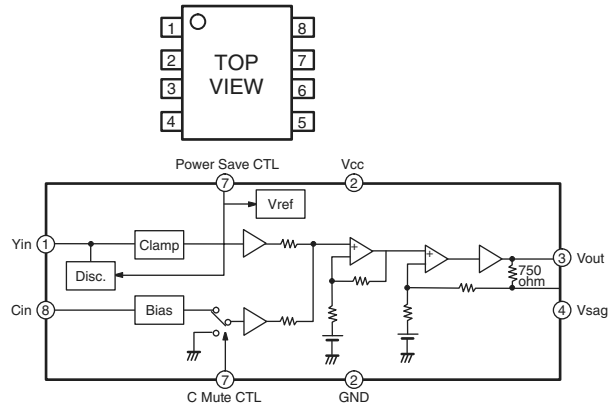 1
8
2
7
3
6
4
5
TOP
VIEW
Power Save CTL
Vcc
7
2
Vref
Yin
1
Clamp
Disc.
+
+
3
Vout
750
ohm
Cin
8
Bias
4
Vsag
7
2
C Mute CTL
GND